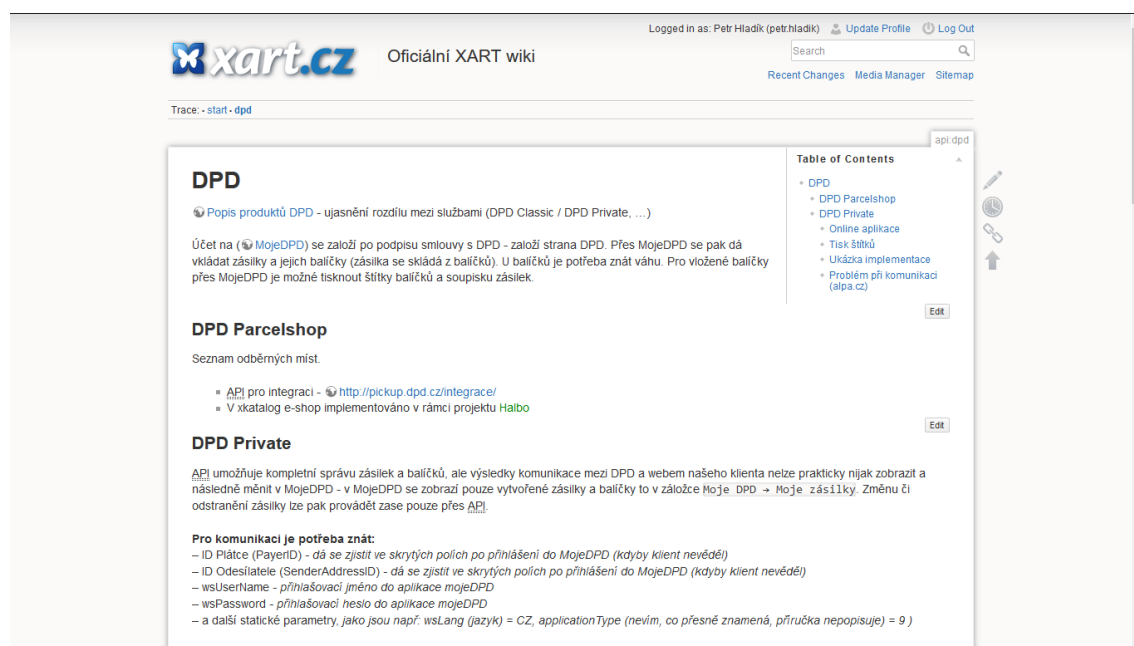 Logged in as: Petr Hladík (petr.hladik) Update Profile Log Out
xart.cz
Oficiální XART wiki
Search
Recent Changes Media Manager Sitemap
Trace: • start • dpd
api:dpd
Table of Contents
DPD
DPD Parcelshop
DPD Private
Online aplikace
Tisk štítků
Ukázka implementace
Problém při komunikaci
(alpa.cz)
DPD
Popis produktů DPD - ujasnění rozdílu mezi službami (DPD Classic / DPD Private, …)
Účet na (MojeDPD) se založí po podpisu smlouvy s DPD - založí strana DPD. Přes MojeDPD se pak dá
vkládat zásilky a jejich balíčky (zásilka se skládá z balíčků). U balíčků je potřeba znát váhu. Pro vložené balíčky
přes MojeDPD je možné tisknout štítky balíčků a soupisku zásilek.
Edit
DPD Parcelshop
Seznam odběrných míst.
API pro integraci - http://pickup.dpd.cz/integrace/
V xkatalog e-shop implementováno v rámci projektu Halbo
Edit
DPD Private
API umožňuje kompletní správu zásilek a balíčků, ale výsledky komunikace mezi DPD a webem našeho klienta nelze prakticky nijak zobrazit a
následně měnit v MojeDPD - v MojeDPD se zobrazí pouze vytvořené zásilky a balíčky to v záložce Moje DPD → Moje zásilky. Změnu či
odstranění zásilky lze pak provádět zase pouze přes API.
Pro komunikaci je potřeba znát:
– ID Plátce (PayerID) - dá se zjistit ve skrytých polích po přihlášení do MojeDPD (kdyby klient nevěděl)
– ID Odesílatele (SenderAddressID) - dá se zjistit ve skrytých polích po přihlášení do MojeDPD (kdyby klient nevěděl)
– wsUserName - přihlašovací jméno do aplikace mojeDPD
– wsPassword - přihlašovací heslo do aplikace mojeDPD
– a další statické parametry, jako jsou např: wsLang (jazyk) = CZ, applicationType (nevím, co přesně znamená, příručka nepopisuje) = 9 )